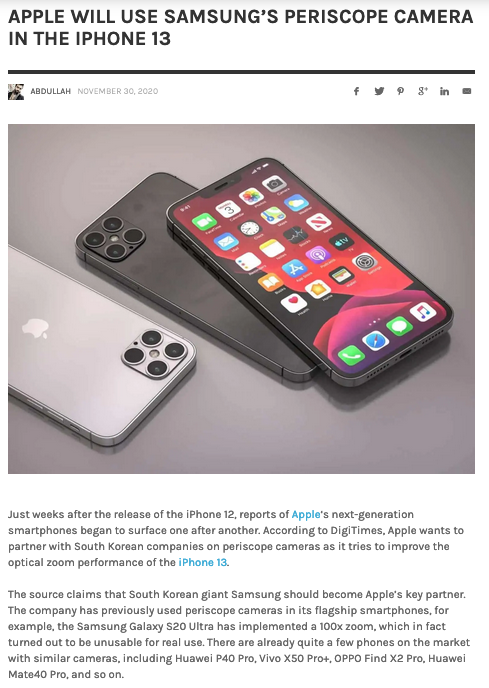 APPLE WILL USE SAMSUNG'S PERISCOPE CAMERA
IN THE IPHONE 13
ABDULLAH NOVEMBER 30, 2020
Just weeks after the release of the iPhone 12, reports of Apple's next-generation
smartphones began to surface one after another. According to DigiTimes, Apple wants to
partner with South Korean companies on periscope cameras as it tries to improve the
optical zoom performance of the iPhone 13.
The source claims that South Korean giant Samsung should become Apple's key partner.
The company has previously used periscope cameras in its flagship smartphones, for
example, the Samsung Galaxy S20 Ultra has implemented a 100x zoom, which in fact
turned out to be unusable for real use. There are already quite a few phones on the market
with similar cameras, including Huawei P40 Pro, Vivo X50 Pro+, OPPO Find X2 Pro, Huawei
Mate40 Pro, and so on.